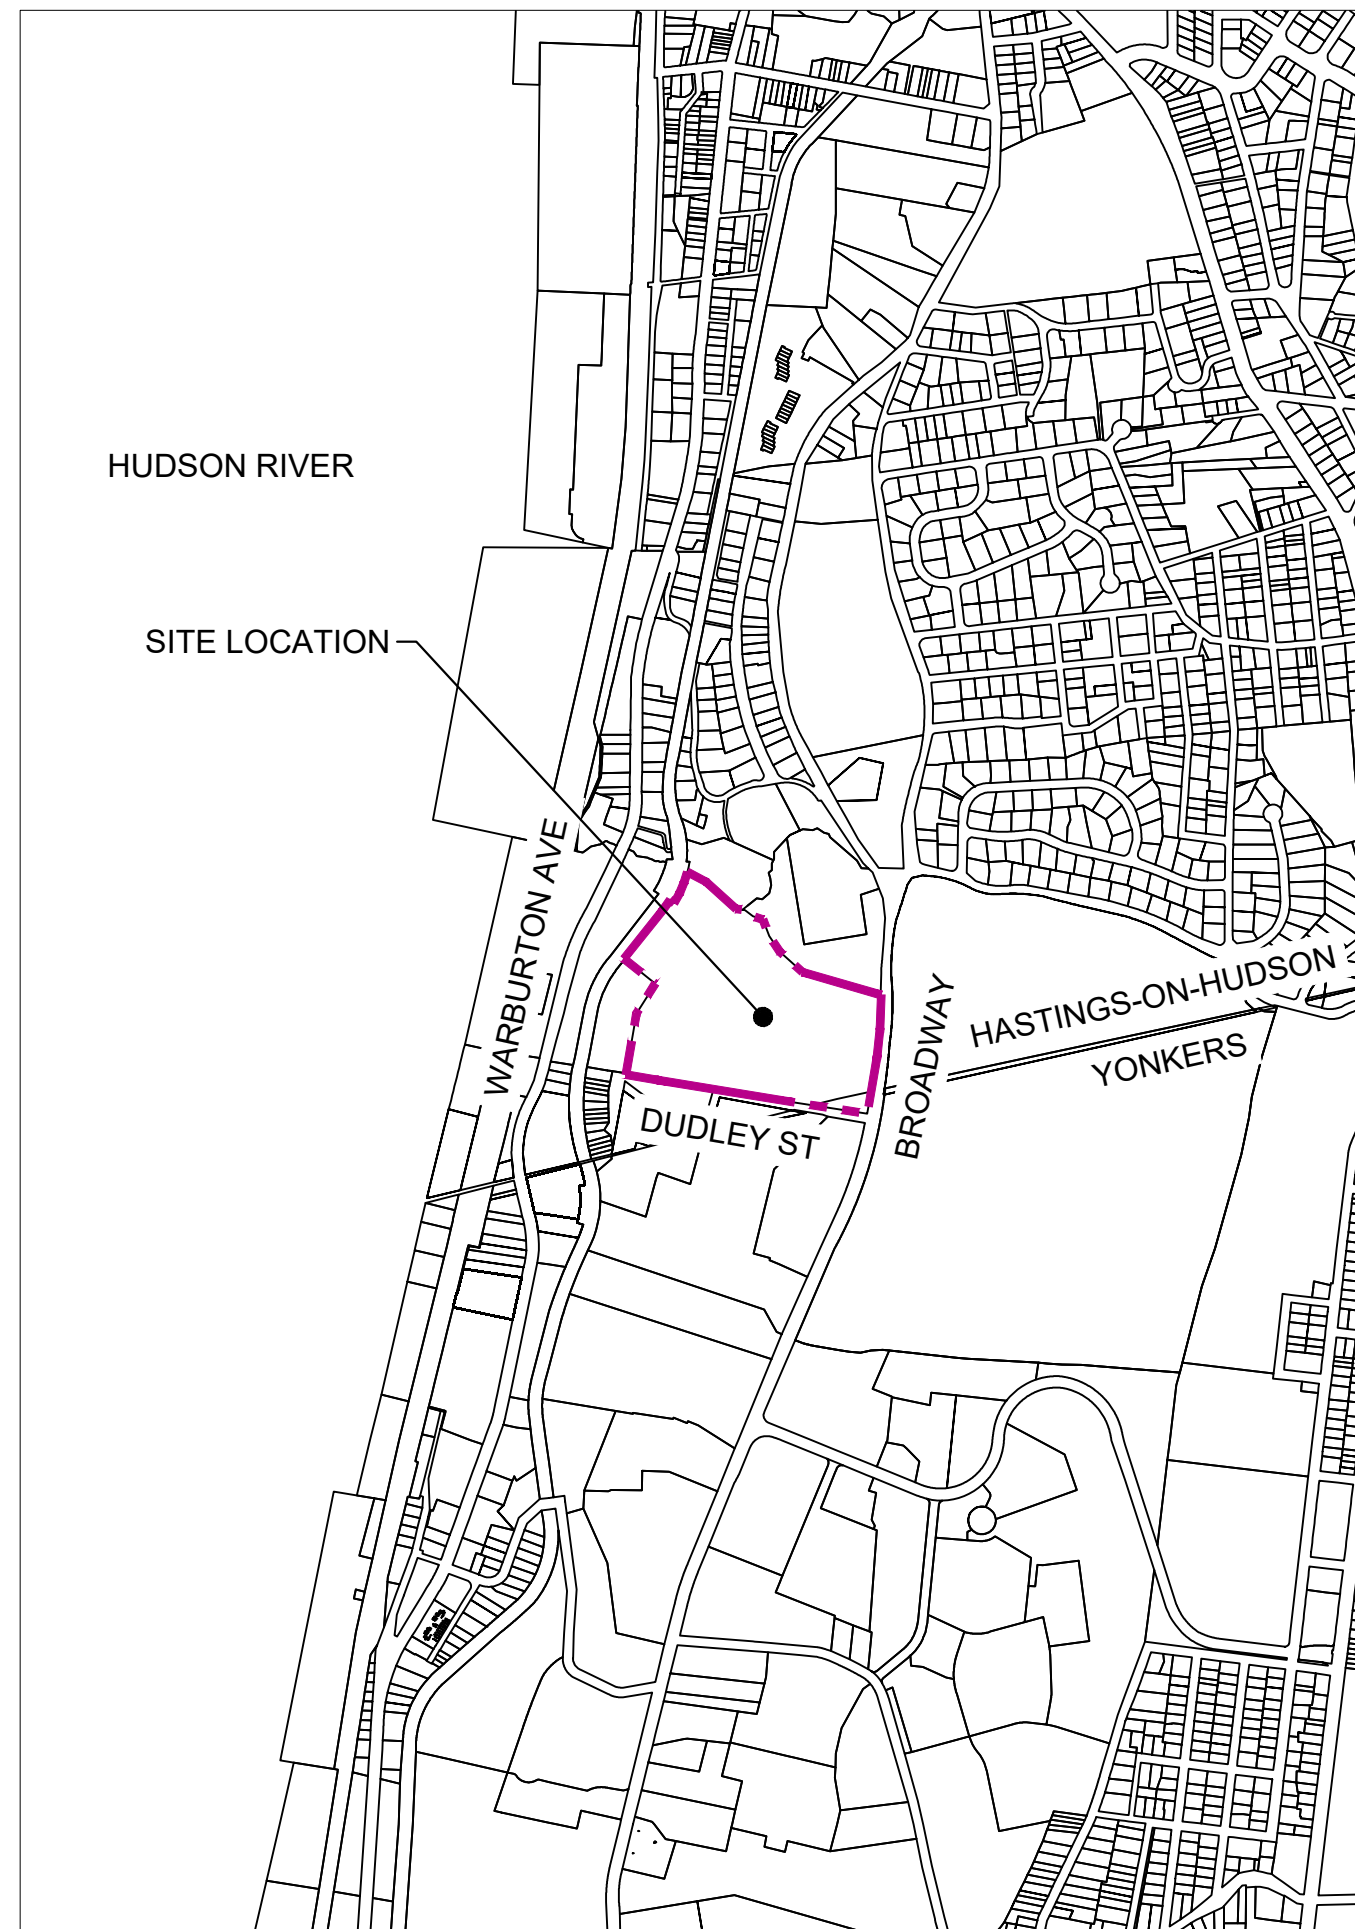 HUDSON RIVER
SITE LOCATION
WARBURTON AVE
BROADWAY
HASTINGS-ON-HUDSON
YONKERS
DUDLEY ST